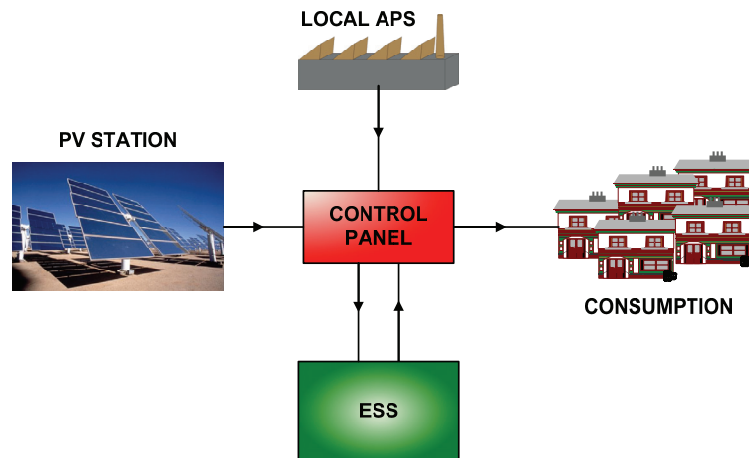 LOCAL APS
PV STATION
CONTROL
PANEL
CONSUMPTION
ESS